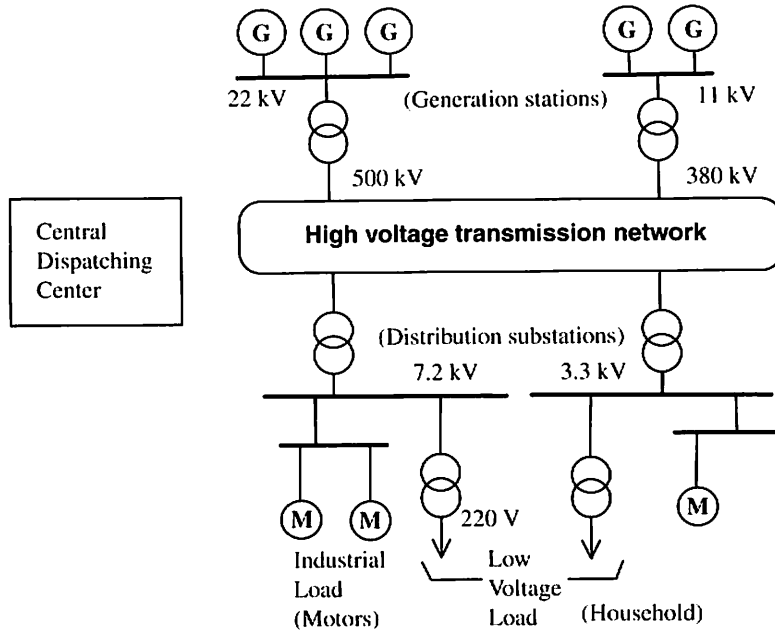 G G G G G
22 kV (Generation stations) 11 kV
500 kV 380 kV
Central
Dispatching
Center
High voltage transmission network
(Distribution substations)
7.2 kV 3.3 kV
M M M
220 V
Industrial
Load
(Motors)
Low
Voltage
Load
(Household)